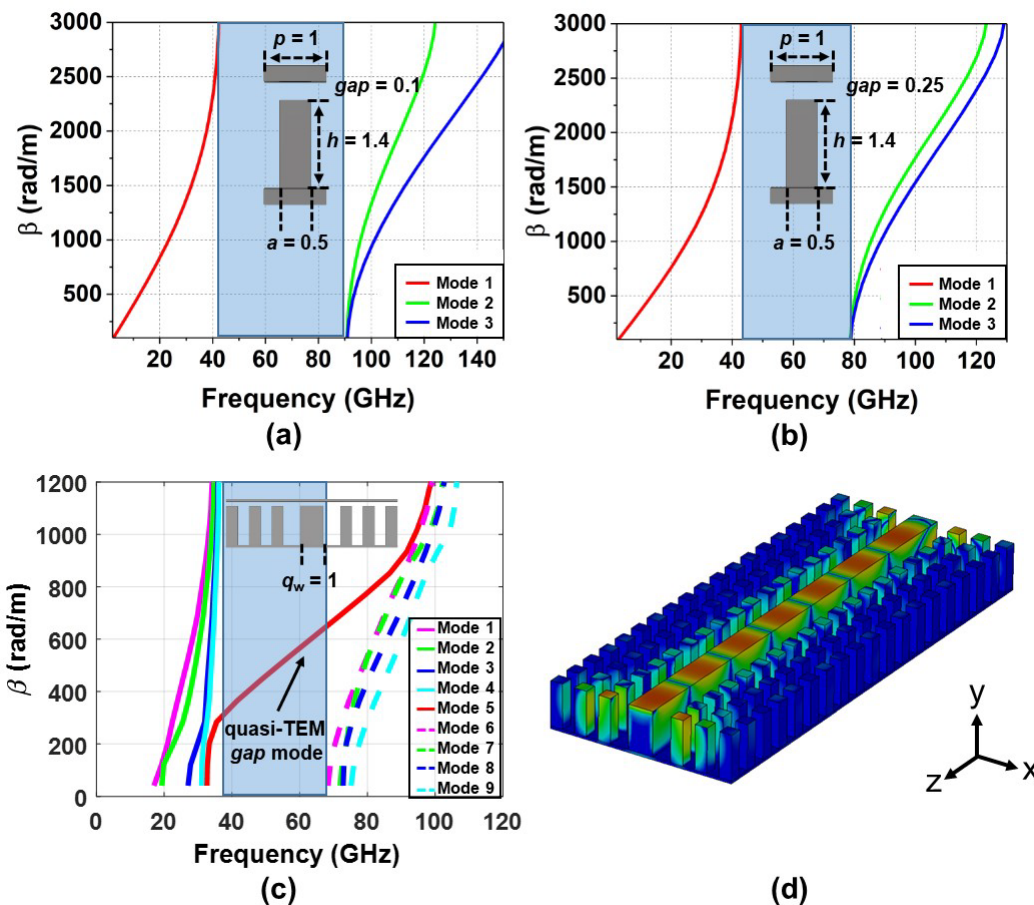 3000
2500
2000
1500
1000
500
β (rad/m)
p = 1
gap = 0.1
h = 1.4
a = 0.5
Mode 1
Mode 2
Mode 3
20 40 60 80 100 120 140
Frequency (GHz)
(a)
3000
2500
2000
1500
1000
500
β (rad/m)
p = 1
gap = 0.25
h = 1.4
a = 0.5
Mode 1
Mode 2
Mode 3
20 40 60 80 100 120
Frequency (GHz)
(b)
1200
1000
800
600
400
200
0
β (rad/m)
qw = 1
quasi-TEM
gap mode
Mode 1
Mode 2
Mode 3
Mode 4
Mode 5
Mode 6
Mode 7
Mode 8
Mode 9
0 20 40 60 80 100 120
Frequency (GHz)
(c)
y
z
x
(d)